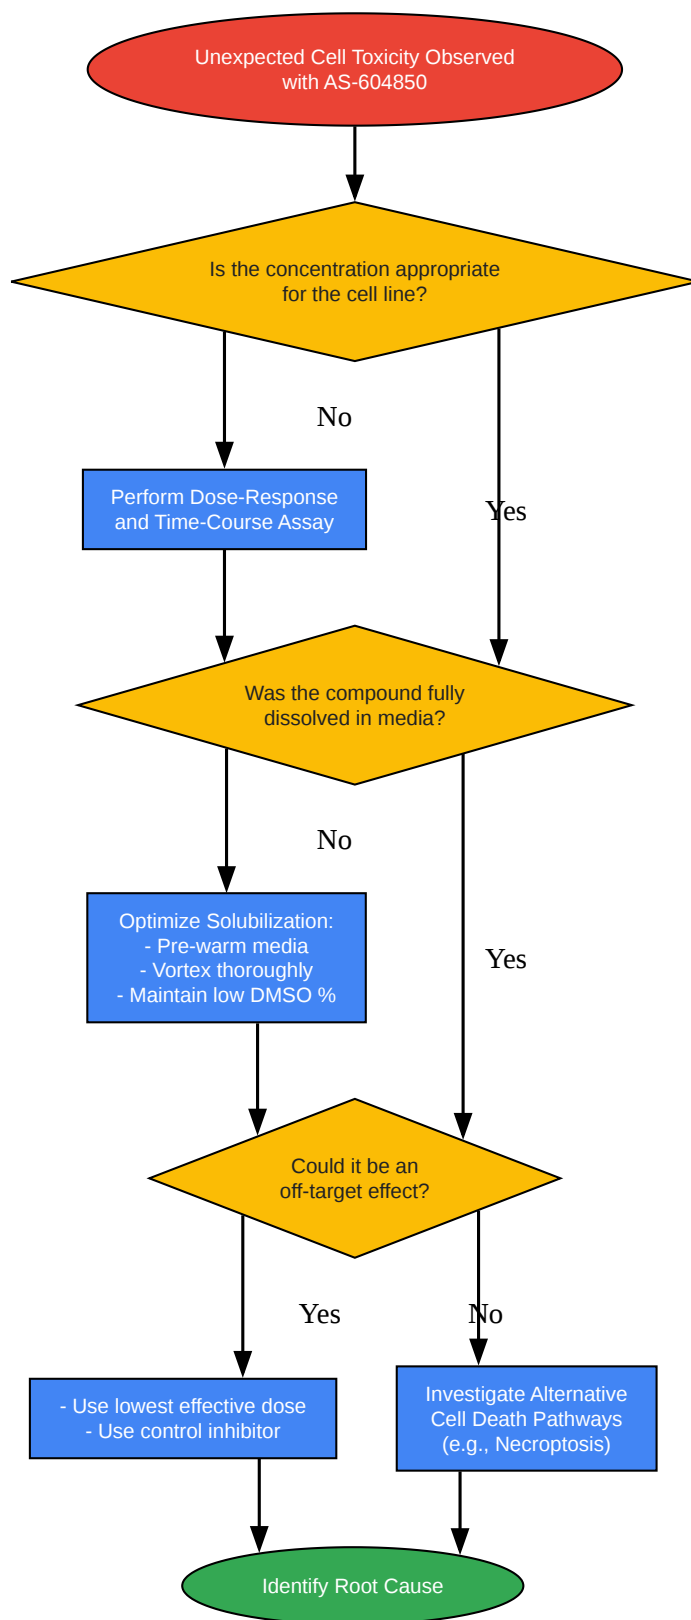 Unexpected Cell Toxicity Observed
with AS-604850
Is the concentration appropriate
for the cell line?
No
Perform Dose-Response
and Time-Course Assay
Yes
Was the compound fully
dissolved in media?
No
Optimize Solubilization:
- Pre-warm media
- Vortex thoroughly
- Maintain low DMSO %
Yes
Could it be an
off-target effect?
Yes
No
- Use lowest effective dose
- Use control inhibitor
Investigate Alternative
Cell Death Pathways
(e.g., Necroptosis)
Identify Root Cause